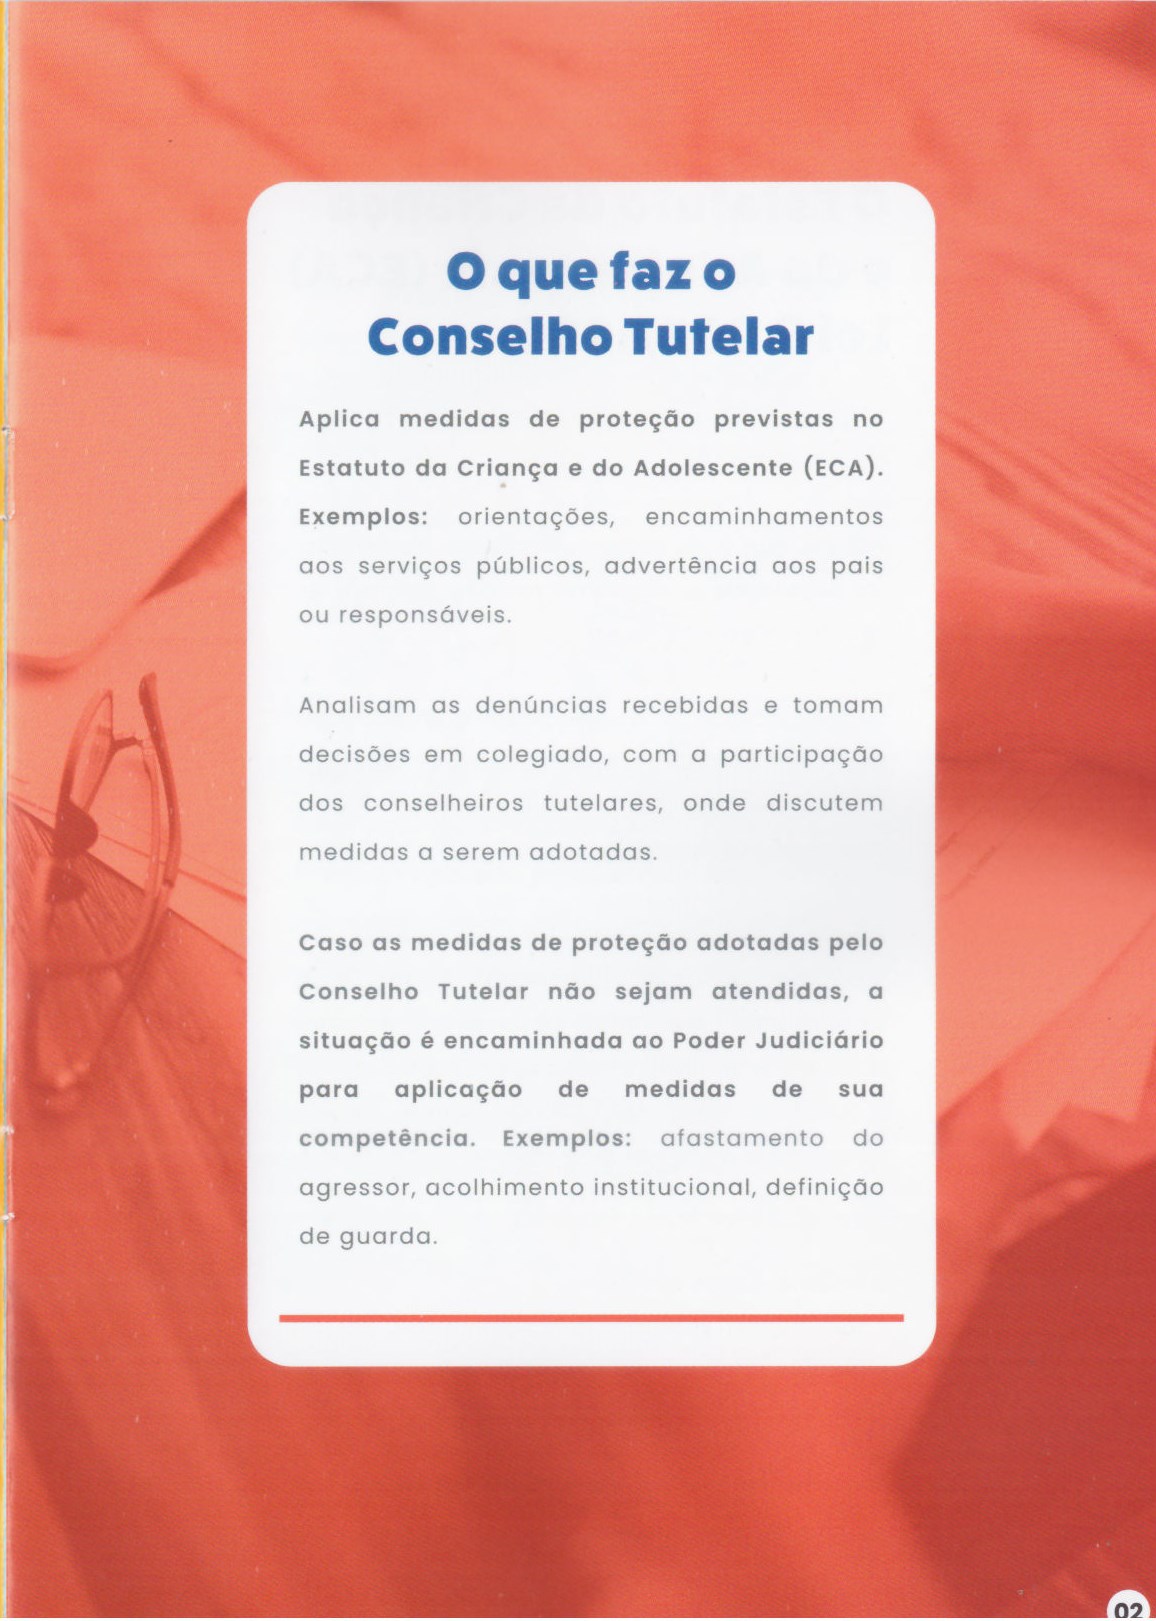 O que faz o
Conselho Tutelar
Aplica medidas de proteção previstas no
Estatuto da Criança e do Adolescente (ECA).
Exemplos: orientações, encaminhamentos
aos serviços públicos, advertência aos pais
ou responsáveis.
Analisam as denúncias recebidas e tomam
decisões em colegiado, com a participação
dos conselheiros tutelares, onde discutem
medidas a serem adotadas.
Caso as medidas de proteção adotadas pelo
Conselho Tutelar não sejam atendidas, a
situação é encaminhada ao Poder Judiciário
para aplicação de medidas de sua
competência. Exemplos: afastamento do
agressor, acolhimento institucional, definição
de guarda.
02